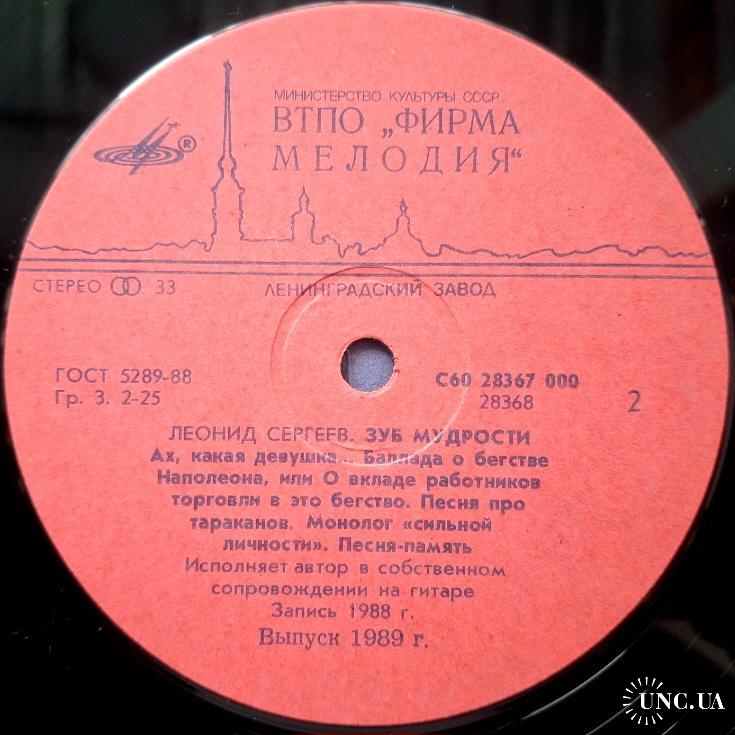 МИНИСТЕРСТВО КУЛЬТУРЫ СССР
ВТПО „ФИРМА
МЕЛОДИЯ“
®
СТЕРЕО 33
ЛЕНИНГРАДСКИЙ ЗАВОД
ГОСТ 5289-88
Гр. 3. 2-25
С60 28367 000
28368
2
ЛЕОНИД СЕРГЕЕВ. ЗУБ МУДРОСТИ
Ах, какая девушка... Баллада о бегстве
Наполеона, или О вкладе работников
торговли в это бегство. Песня про
тараканов. Монолог «сильной
личности». Песня-память
Исполняет автор в собственном
сопровождении на гитаре
Запись 1988 г.
Выпуск 1989 г.
UNC.UA